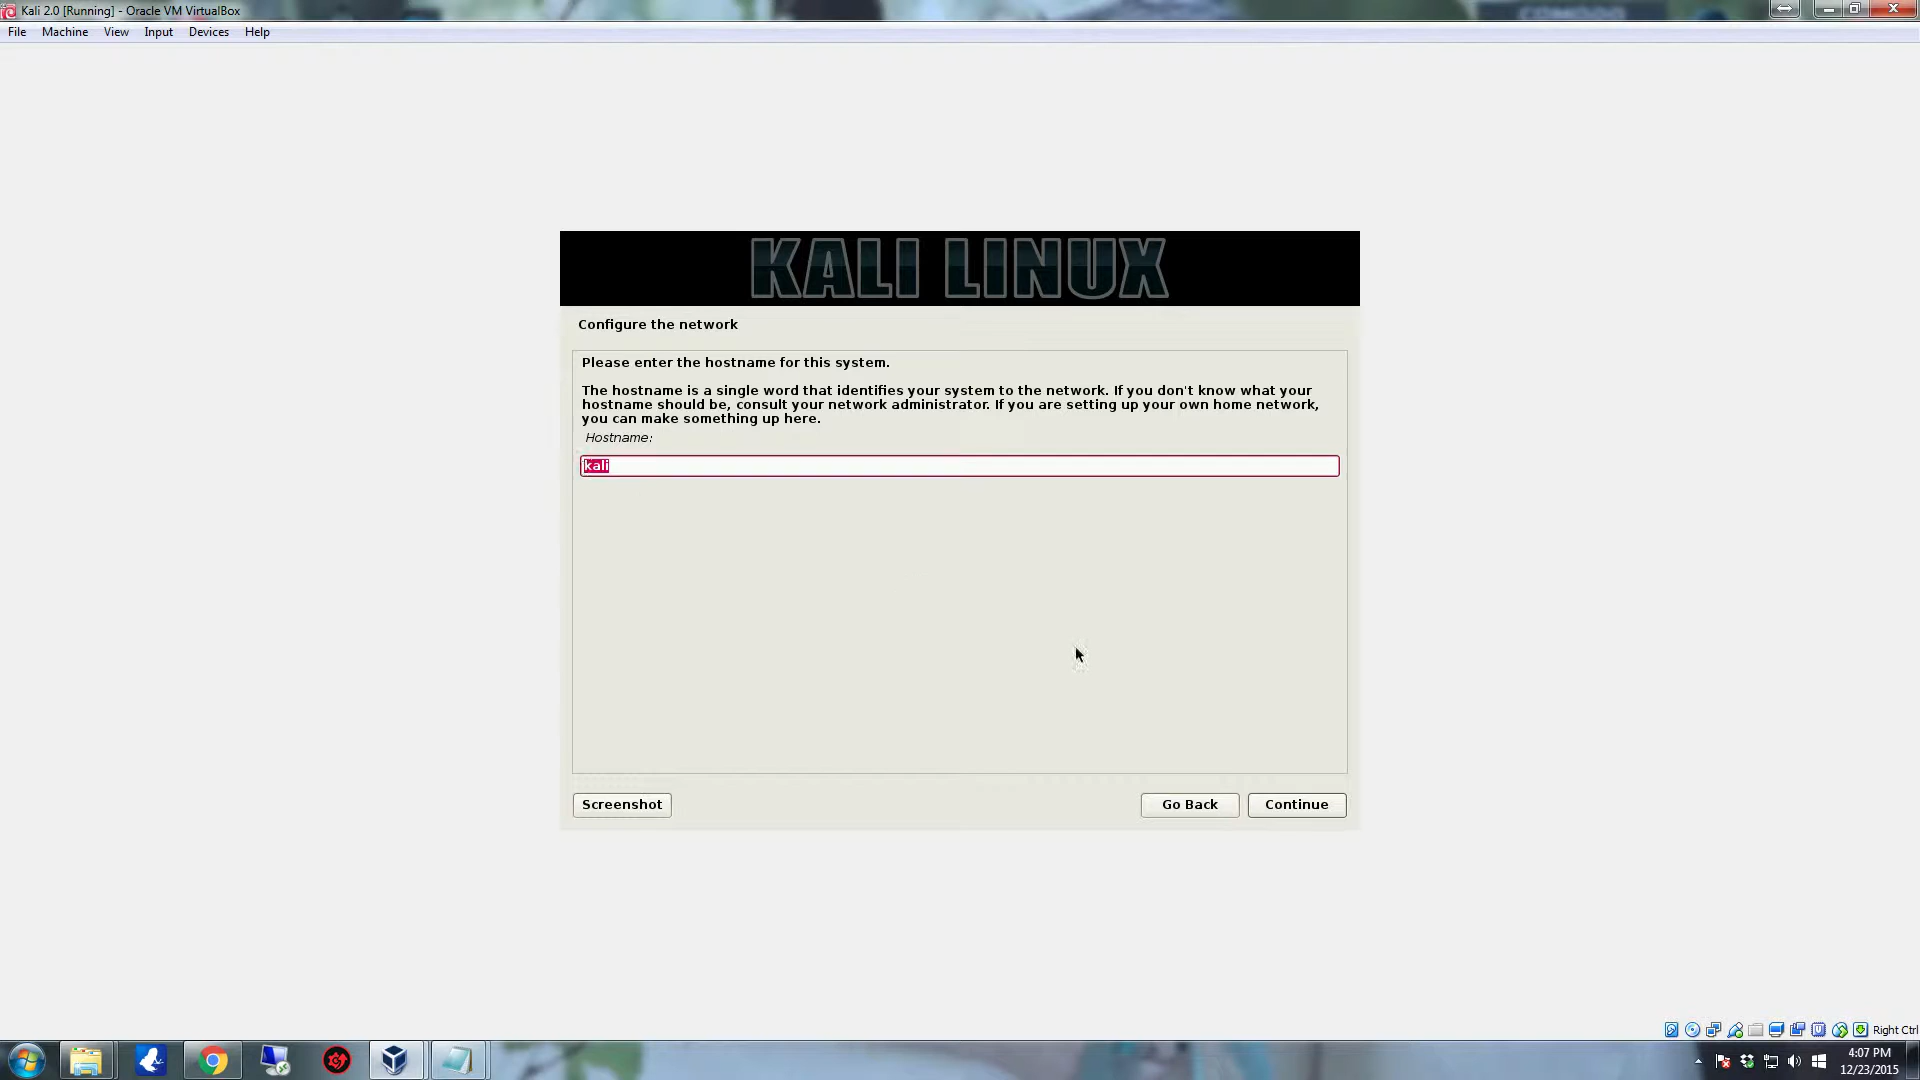 Kali 2.0 [Running] - Oracle VM VirtualBox
File Machine View Input Devices Help
KALI LINUX
Configure the network
Please enter the hostname for this system.
The hostname is a single word that identifies your system to the network. If you don't know what your
hostname should be, consult your network administrator. If you are setting up your own home network,
you can make something up here.
Hostname:
kali
Screenshot
Go Back
Continue
Right Ctrl
4:07 PM
12/23/2015